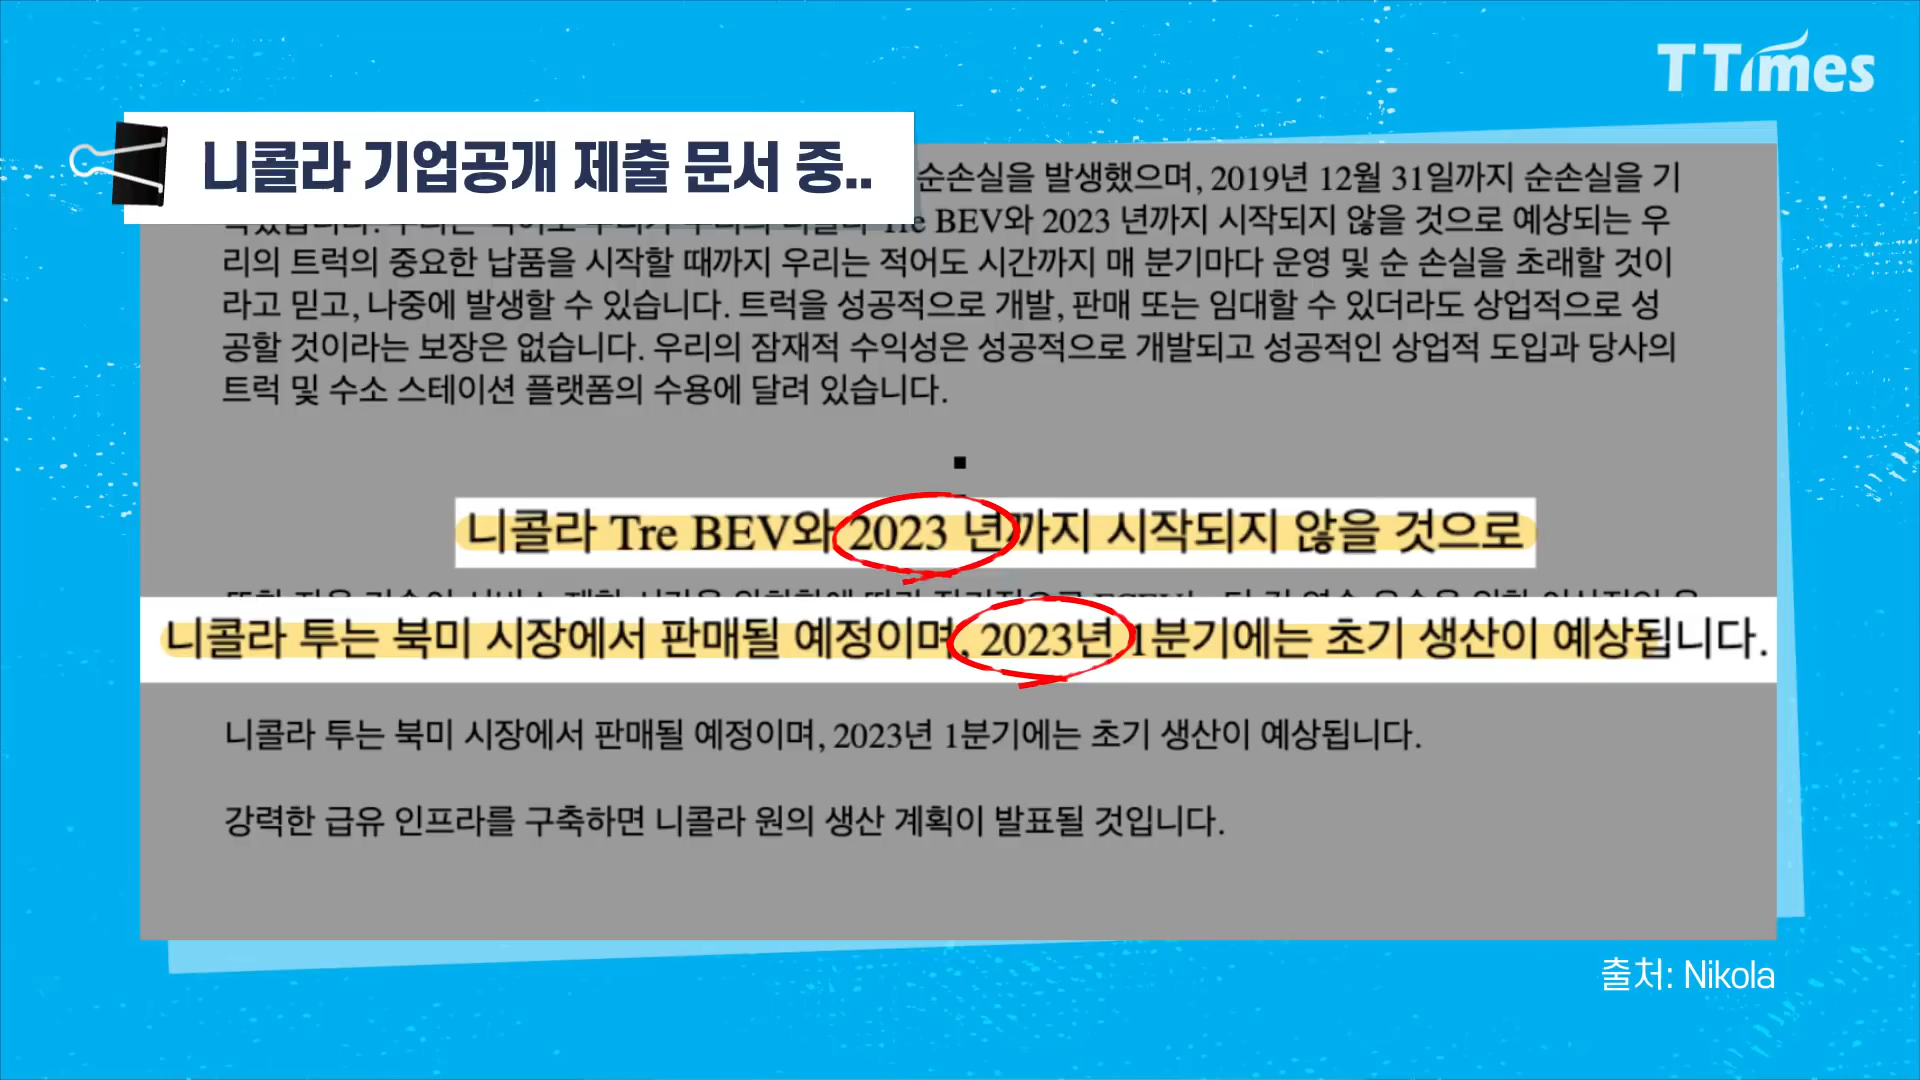 TTimes
니콜라 기업공개 제출 문서 중..
순손실을 발생했으며, 2019년 12월 31일까지 순손실을 기
Tre BEV와 2023 년까지 시작되지 않을 것으로 예상되는 우
리의 트럭의 중요한 납품을 시작할 때까지 우리는 적어도 시간까지 매 분기마다 운영 및 순 손실을 초래할 것이
라고 믿고, 나중에 발생할 수 있습니다. 트럭을 성공적으로 개발, 판매 또는 임대할 수 있더라도 상업적으로 성
공할 것이라는 보장은 없습니다. 우리의 잠재적 수익성은 성공적으로 개발되고 성공적인 상업적 도입과 당사의
트럭 및 수소 스테이션 플랫폼의 수용에 달려 있습니다.
니콜라 Tre BEV와 2023 년까지 시작되지 않을 것으로
니콜라 투는 북미 시장에서 판매될 예정이며, 2023년 1분기에는 초기 생산이 예상됩니다.
니콜라 투는 북미 시장에서 판매될 예정이며, 2023년 1분기에는 초기 생산이 예상됩니다.
강력한 급유 인프라를 구축하면 니콜라 원의 생산 계획이 발표될 것입니다.
출처: Nikola